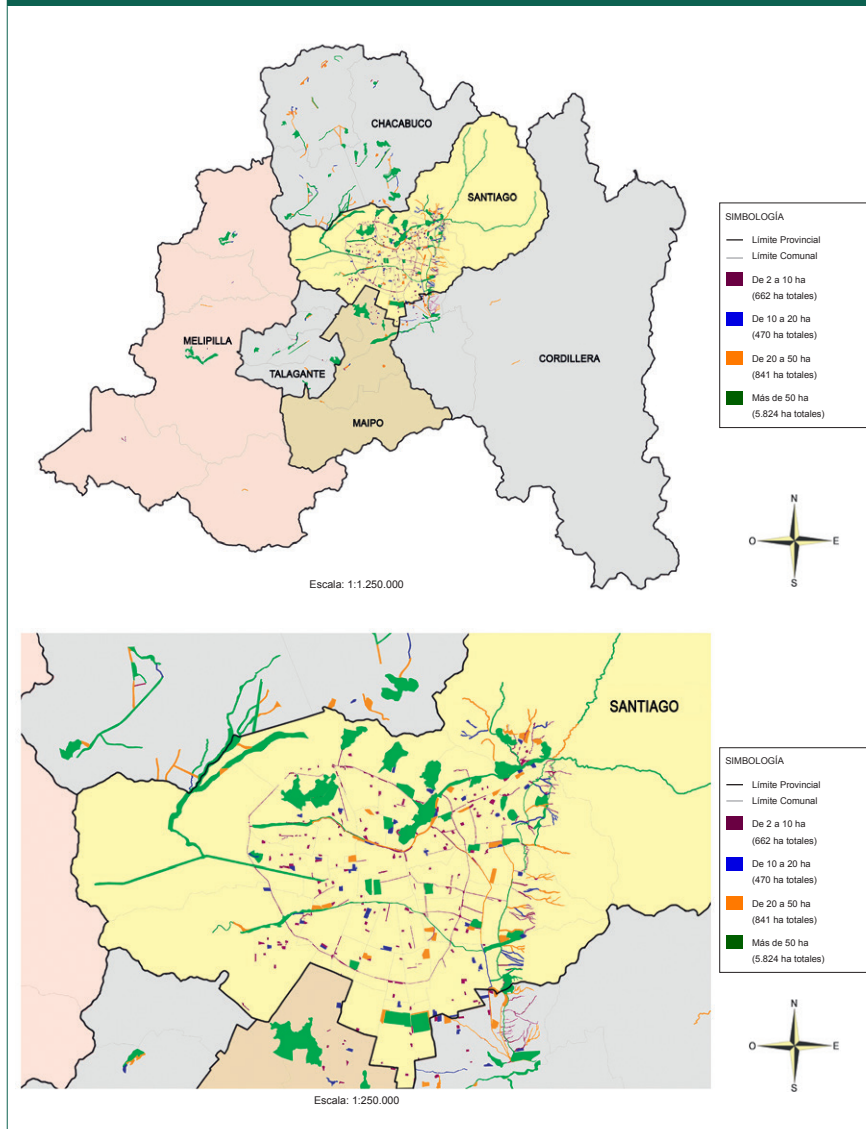 CHACABUCO
SANTIAGO
MELIPILLA
TALAGANTE
CORDILLERA
MAIPO
SIMBOLOGÍA
Límite Provincial
Límite Comunal
De 2 a 10 ha
(662 ha totales)
De 10 a 20 ha
(470 ha totales)
De 20 a 50 ha
(841 ha totales)
Más de 50 ha
(5.824 ha totales)
N
O
E
S
Escala: 1:1.250.000
SANTIAGO
SIMBOLOGÍA
Límite Provincial
Límite Comunal
De 2 a 10 ha
(662 ha totales)
De 10 a 20 ha
(470 ha totales)
De 20 a 50 ha
(841 ha totales)
Más de 50 ha
(5.824 ha totales)
N
O
E
S
Escala: 1:250.000